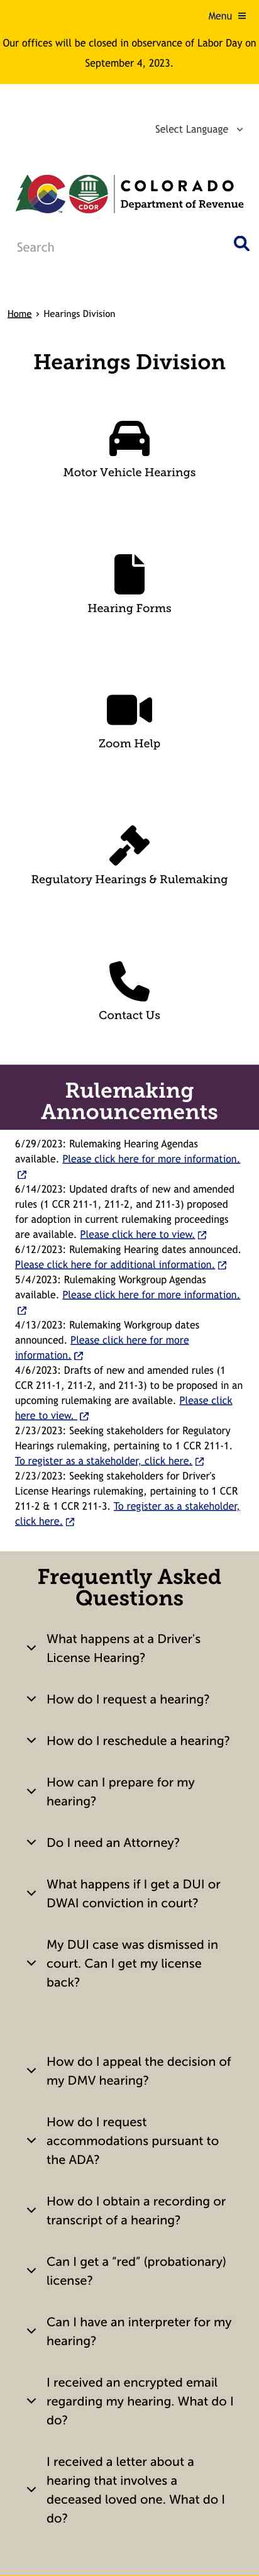 Menu
Our offices will be closed in observance of Labor Day on
September 4, 2023.
Select Language
CDOR
COLORADO
Department of Revenue
Search
Home › Hearings Division
Hearings Division
Motor Vehicle Hearings
Hearing Forms
Zoom Help
Regulatory Hearings & Rulemaking
Contact Us
Rulemaking
Announcements
6/29/2023: Rulemaking Hearing Agendas
available. Please click here for more information.
6/14/2023: Updated drafts of new and amended
rules (1 CCR 211-1, 211-2, and 211-3) proposed
for adoption in current rulemaking proceedings
are available. Please click here to view.
6/12/2023: Rulemaking Hearing dates announced.
Please click here for additional information.
5/4/2023: Rulemaking Workgroup Agendas
available. Please click here for more information.
4/13/2023: Rulemaking Workgroup dates
announced. Please click here for more
information.
4/6/2023: Drafts of new and amended rules (1
CCR 211-1, 211-2, and 211-3) to be proposed in an
upcoming rulemaking are available. Please click
here to view.
2/23/2023: Seeking stakeholders for Regulatory
Hearings rulemaking, pertaining to 1 CCR 211-1.
To register as a stakeholder, click here.
2/23/2023: Seeking stakeholders for Driver's
License Hearings rulemaking, pertaining to 1 CCR
211-2 & 1 CCR 211-3. To register as a stakeholder,
click here.
Frequently Asked
Questions
What happens at a Driver's
License Hearing?
How do I request a hearing?
How do I reschedule a hearing?
How can I prepare for my
hearing?
Do I need an Attorney?
What happens if I get a DUI or
DWAI conviction in court?
My DUI case was dismissed in
court. Can I get my license
back?
How do I appeal the decision of
my DMV hearing?
How do I request
accommodations pursuant to
the ADA?
How do I obtain a recording or
transcript of a hearing?
Can I get a “red” (probationary)
license?
Can I have an interpreter for my
hearing?
I received an encrypted email
regarding my hearing. What do I
do?
I received a letter about a
hearing that involves a
deceased loved one. What do I
do?